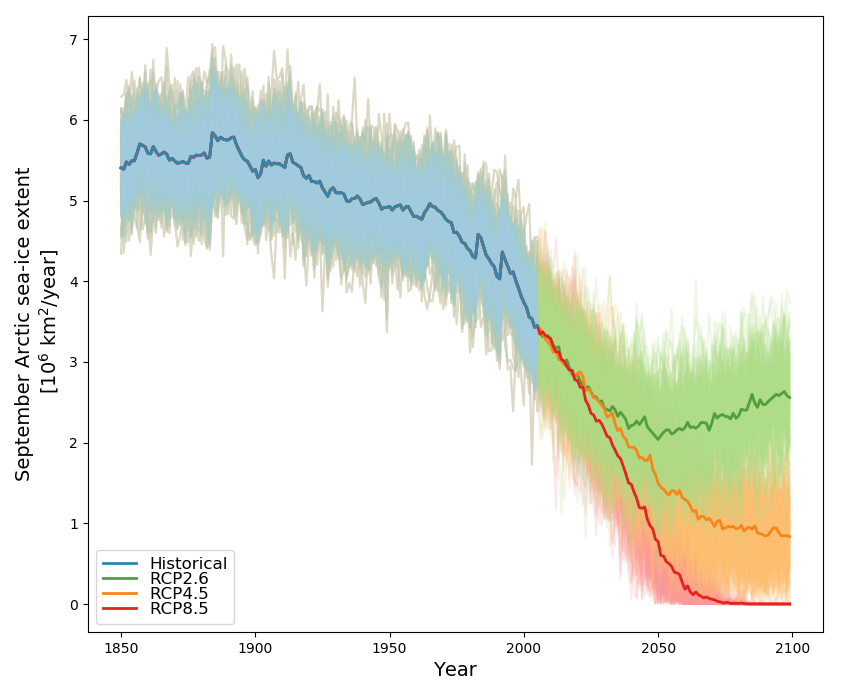 September Arctic sea-ice extent
[10⁶ km²/year]
7
6
5
4
3
2
1
0
Historical
RCP2.6
RCP4.5
RCP8.5
1850 1900 1950 2000 2050 2100
Year